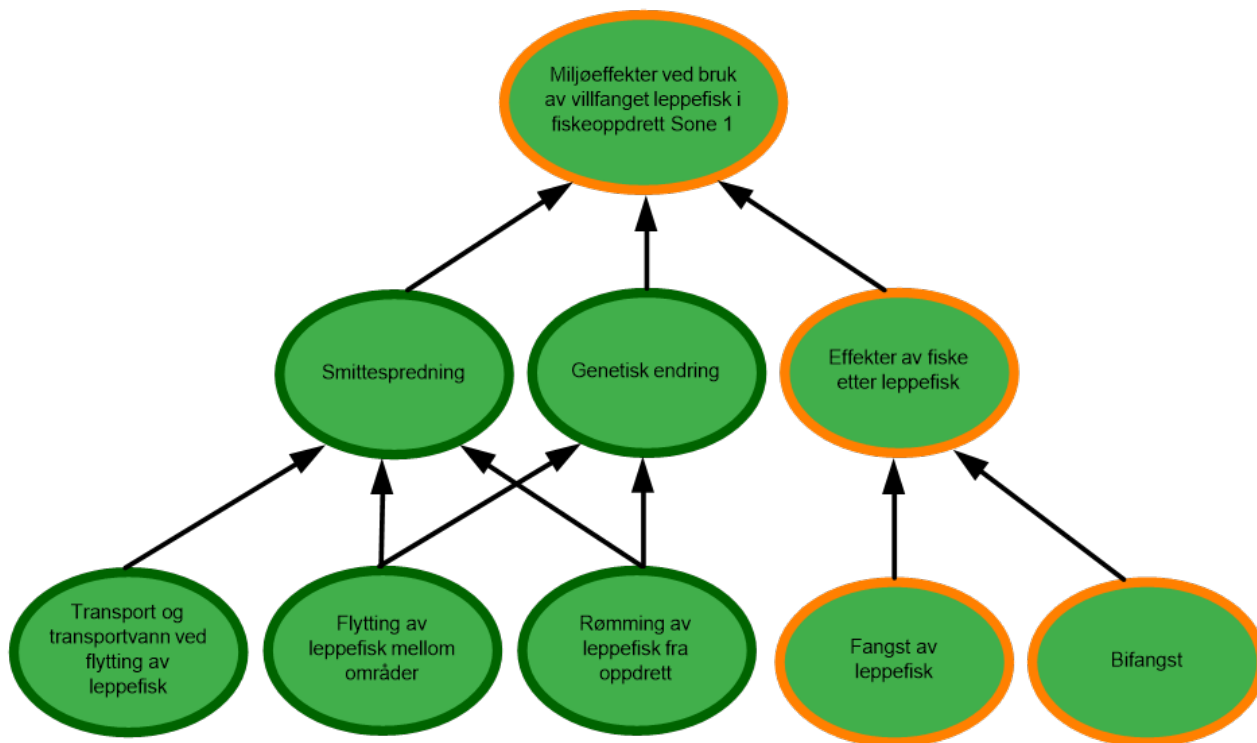 Miljøeffekter ved bruk
av villfanget leppefisk i
fiskeoppdrett Sone 1
Smittespredning
Genetisk endring
Effekter av fiske
etter leppefisk
Transport og
transportvann ved
flytting av
leppefisk
Flytting av
leppefisk mellom
områder
Rømming av
leppefisk fra
oppdrett
Fangst av
leppefisk
Bifangst